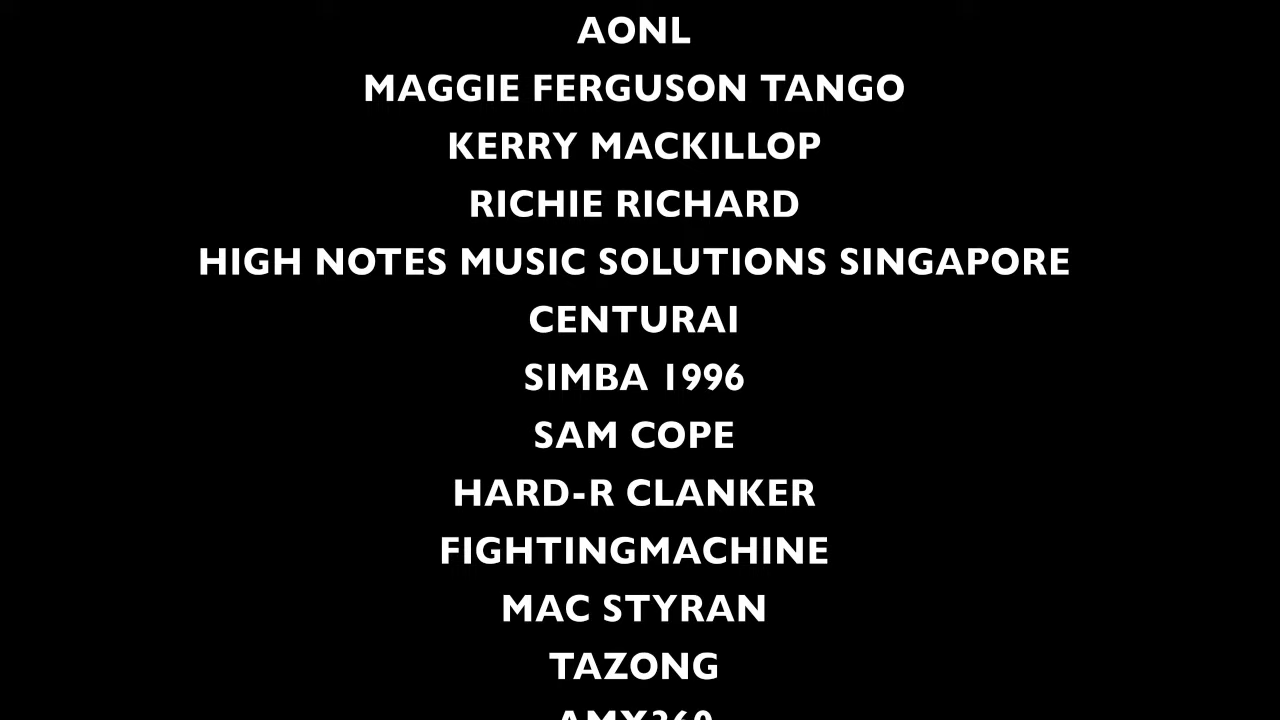 AONL
MAGGIE FERGUSON TANGO
KERRY MACKILLOP
RICHIE RICHARD
HIGH NOTES MUSIC SOLUTIONS SINGAPORE
CENTURAI
SIMBA 1996
SAM COPE
HARD-R CLANKER
FIGHTINGMACHINE
MAC STYRAN
TAZONG
AMX360